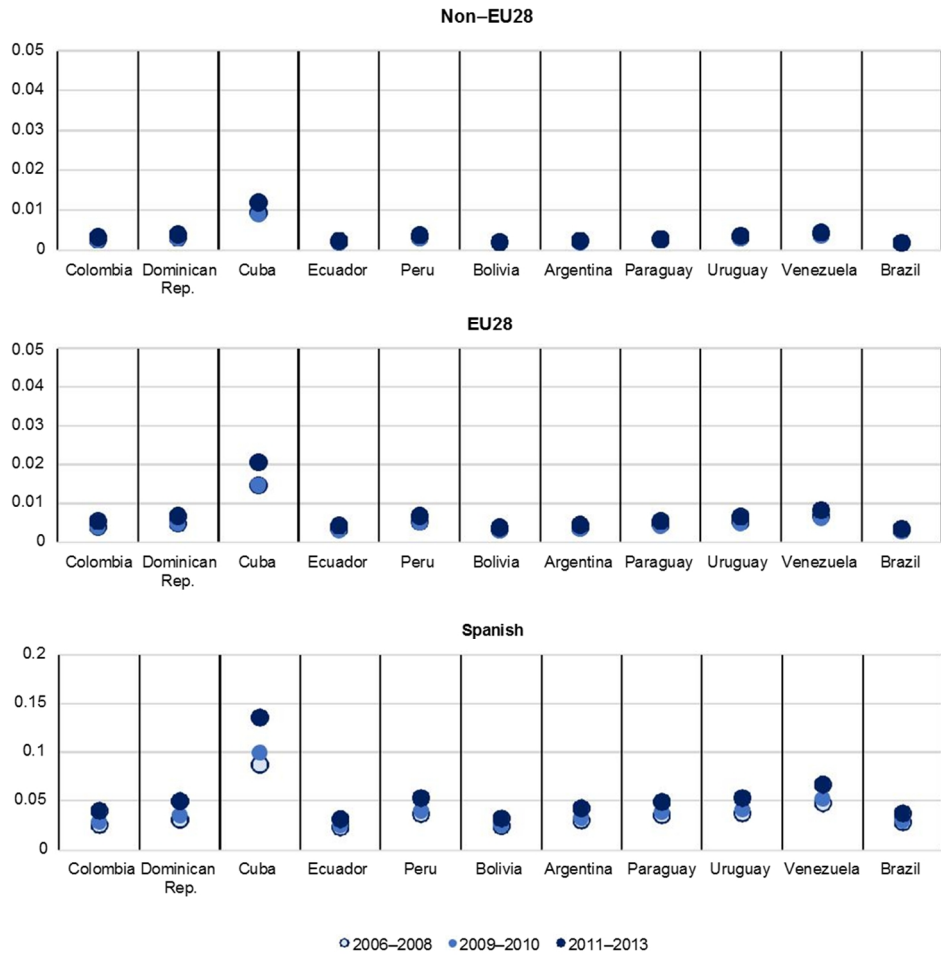 Non–EU28
0.05
0.04
0.03
0.02
0.01
0
Colombia Dominican Rep. Cuba Ecuador Peru Bolivia Argentina Paraguay Uruguay Venezuela Brazil
EU28
0.05
0.04
0.03
0.02
0.01
0
Colombia Dominican Rep. Cuba Ecuador Peru Bolivia Argentina Paraguay Uruguay Venezuela Brazil
Spanish
0.2
0.15
0.1
0.05
0
Colombia Dominican Rep. Cuba Ecuador Peru Bolivia Argentina Paraguay Uruguay Venezuela Brazil
2006–2008 2009–2010 2011–2013